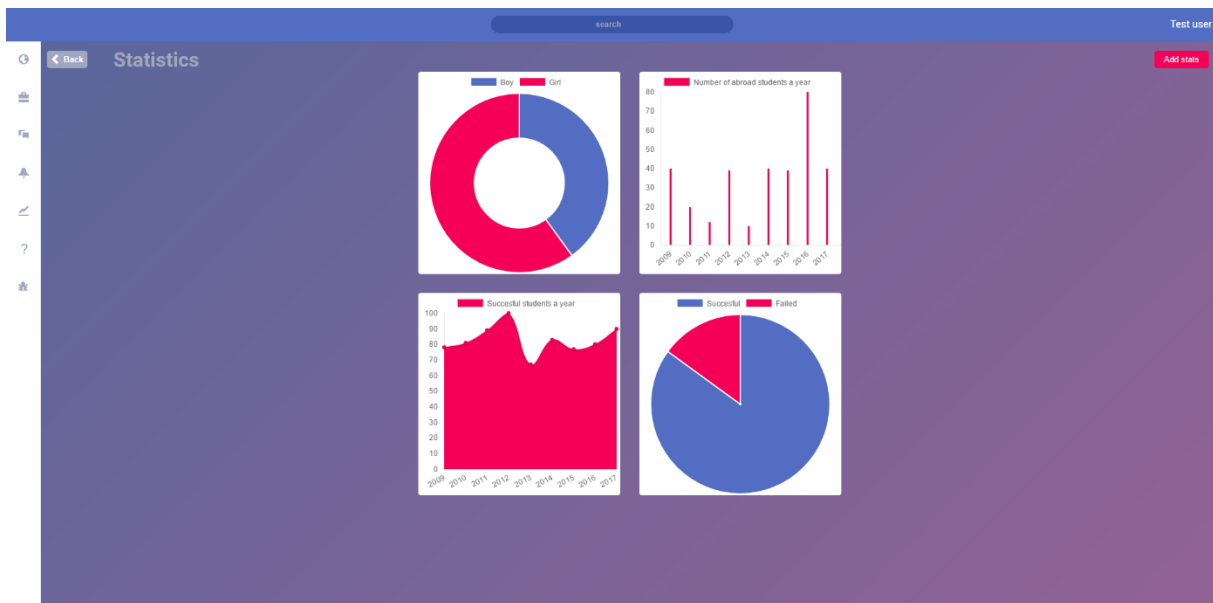 search
Test user
Back
Statistics
Add stats
Boy Girl
Number of abroad students a year
80
70
60
50
40
30
20
10
0
2009 2010 2011 2012 2013 2014 2015 2016 2017
Succesful students a year
100
90
80
70
60
50
40
30
20
10
0
2009 2010 2011 2012 2013 2014 2015 2016 2017
Succesful Failed
?